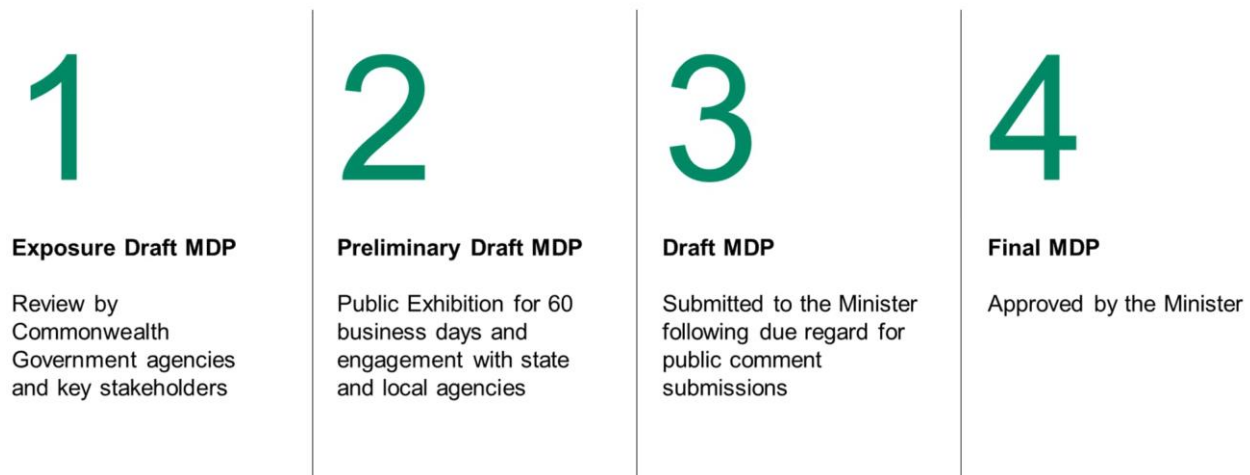 1
Exposure Draft MDP
Review by
Commonwealth
Government agencies
and key stakeholders
2
Preliminary Draft MDP
Public Exhibition for 60
business days and
engagement with state
and local agencies
3
Draft MDP
Submitted to the Minister
following due regard for
public comment
submissions
4
Final MDP
Approved by the Minister